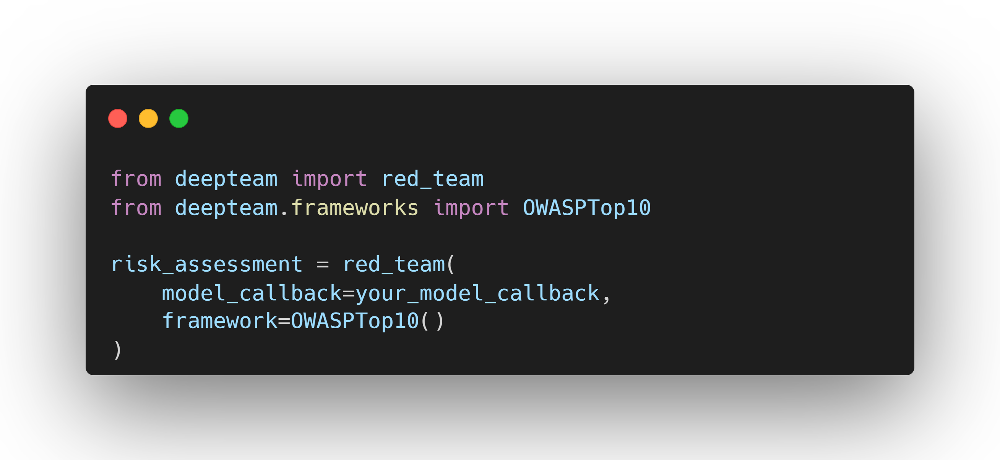 from deepteam import red_team
from deepteam.frameworks import OWASPTop10

risk_assessment = red_team(
    model_callback=your_model_callback,
    framework=OWASPTop10()
)